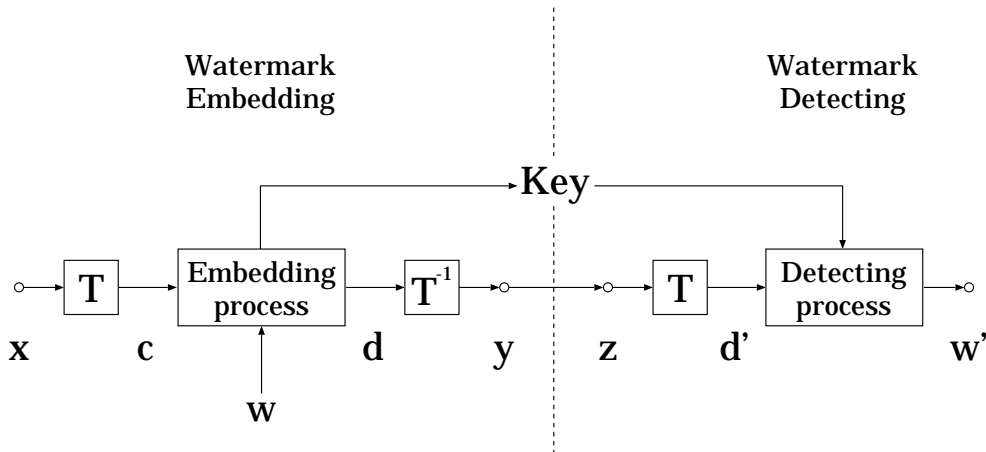 Watermark
Embedding
Watermark
Detecting
Key
T
Embedding
process
T⁻¹
T
Detecting
process
x
c
d
y
z
d'
w'
w